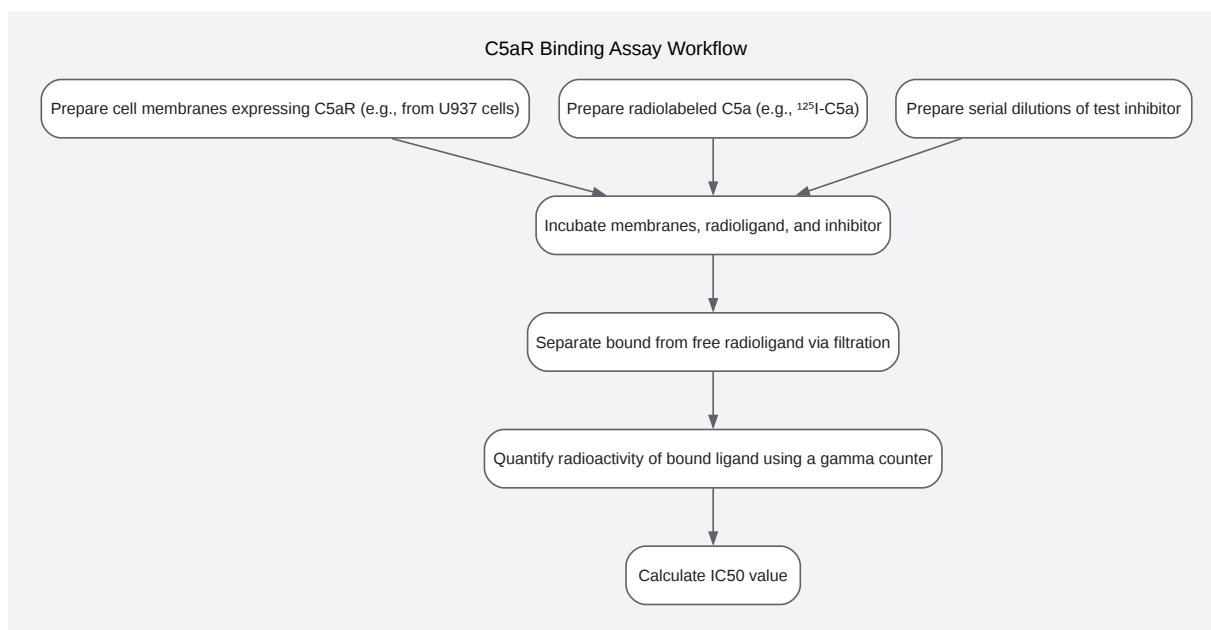 C5aR Binding Assay Workflow
Prepare cell membranes expressing C5aR (e.g., from U937 cells)
Prepare radiolabeled C5a (e.g., ¹²⁵I-C5a)
Prepare serial dilutions of test inhibitor
Incubate membranes, radioligand, and inhibitor
Separate bound from free radioligand via filtration
Quantify radioactivity of bound ligand using a gamma counter
Calculate IC50 value